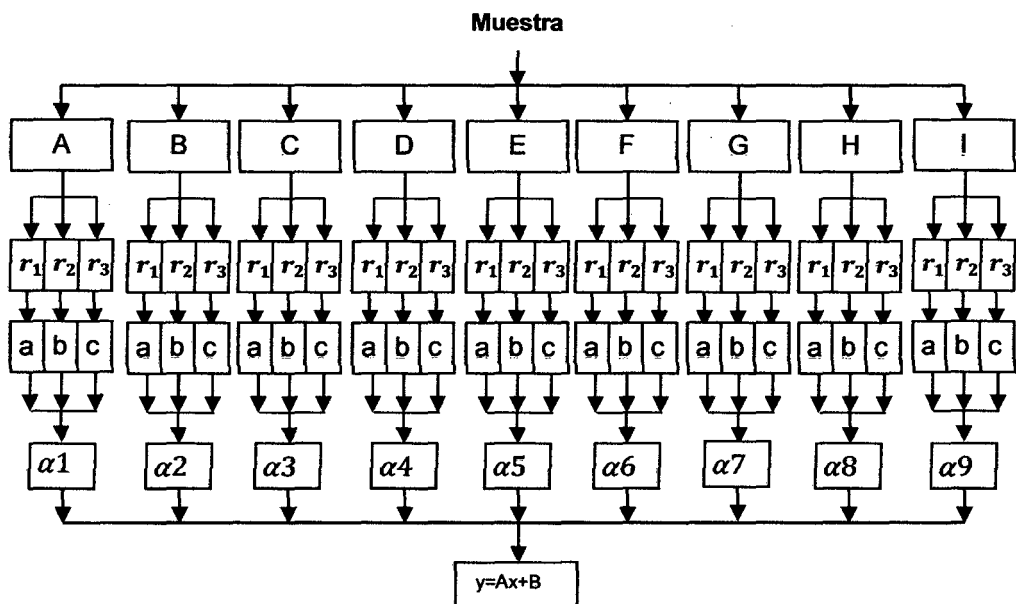 Muestra
A B C D E F G H I
r₁ r₂ r₃ r₁ r₂ r₃ r₁ r₂ r₃ r₁ r₂ r₃ r₁ r₂ r₃ r₁ r₂ r₃ r₁ r₂ r₃ r₁ r₂ r₃ r₁ r₂ r₃
a b c a b c a b c a b c a b c a b c a b c a b c a b c
α1 α2 α3 α4 α5 α6 α7 α8 α9
y=Ax+B